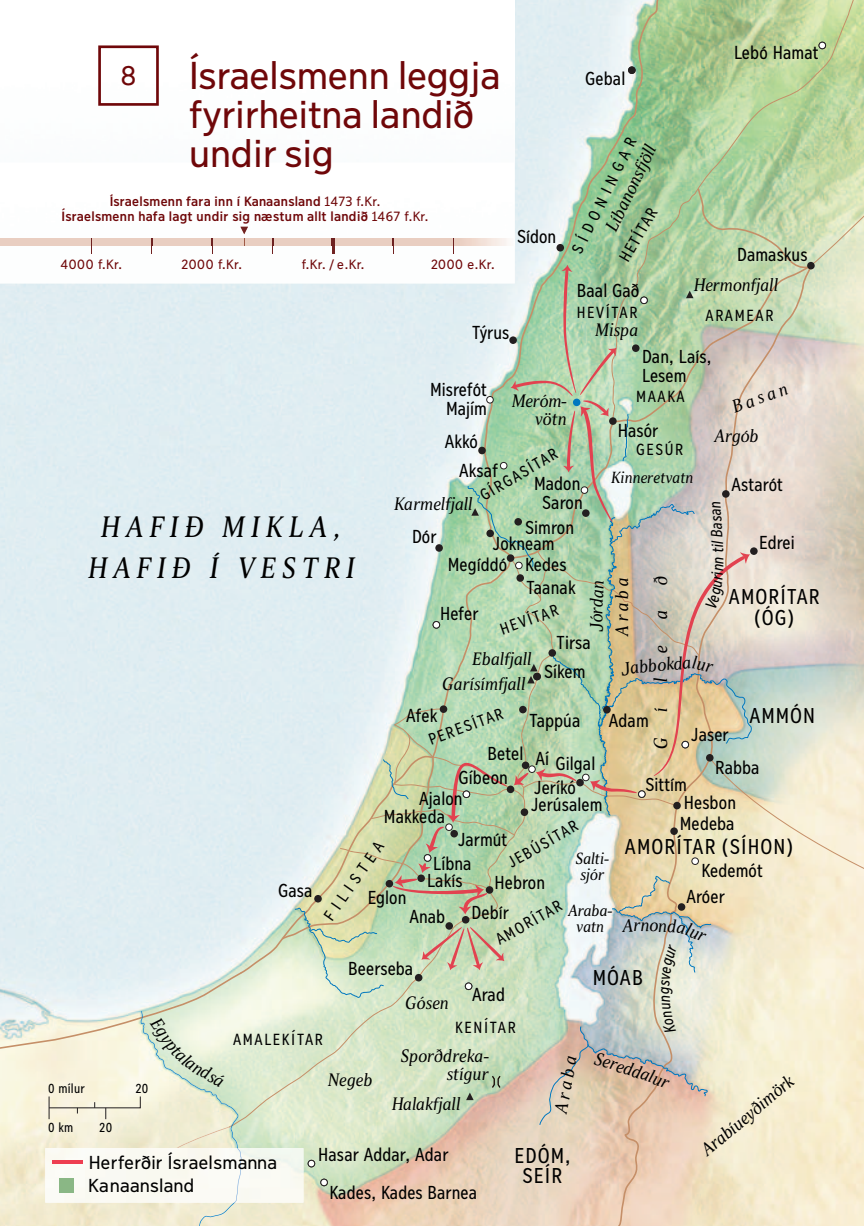 8
Ísraelsmenn leggja
fyrirheitna landið
undir sig
Ísraelsmenn fara inn í Kanaansland 1473 f.Kr.
Ísraelsmenn hafa lagt undir sig næstum allt landið 1467 f.Kr.
4000 f.Kr.
2000 f.Kr.
f.Kr. / e.Kr.
2000 e.Kr.
Lebó Hamat
Gebal
SÍDONINGAR
Líbanonsfjöll
HETÍTAR
Sídon
Damaskus
Baal Gað
Hermonfjall
HEVÍTAR
ARAMEAR
Mispa
Týrus
Dan, Laís,
Lesem
MAAKA
Misrefót
Majím
Meróm-
vötn
Basan
Hasór
Argób
GESÚR
Akkó
Aksaf
GÍRGASÍTAR
Kinneretvatn
Madon
Astarót
Saron
Karmelfjall
Simron
Vegurinn til Basan
Dór
Jokneam
Edrei
Megíddó
Kedes
Taanak
HAFIÐ MIKLA,
HAFIÐ Í VESTRI
Jórdan
Araba
Gíleað
AMORÍTAR
(ÓG)
Hefer
HEVÍTAR
Tirsa
Ebalfjall
Síkem
Garísímfjall
Jabbokdalur
Afek
PERESÍTAR
Tappúa
Adam
AMMÓN
Jaser
Betel
Aí
Gilgal
Rabba
Gíbeon
Jeríkó
Sittím
Ajalon
Jerúsalem
Hesbon
Makkeda
Medeba
Jarmút
JEBÚSÍTAR
AMORÍTAR (SÍHON)
FILISTEA
Líbna
Salti-
sjór
Kedemót
Lakís
Hebron
Gasa
Eglon
Aróer
Anab
Debír
AMORÍTAR
Araba-
vatn
Arnondalur
Beerseba
MÓAB
Konungsvegur
Arad
Gósen
KENÍTAR
Egyptalandsá
AMALEKÍTAR
Sporðdreka-
stígur
Araba
Sereddalur
Negeb
Halakfjall
Arabíueyðimörk
0 mílur
20
0 km
20
Hasar Addar, Adar
EDÓM,
SEÍR
Herferðir Ísraelsmanna
Kanaansland
Kades, Kades Barnea